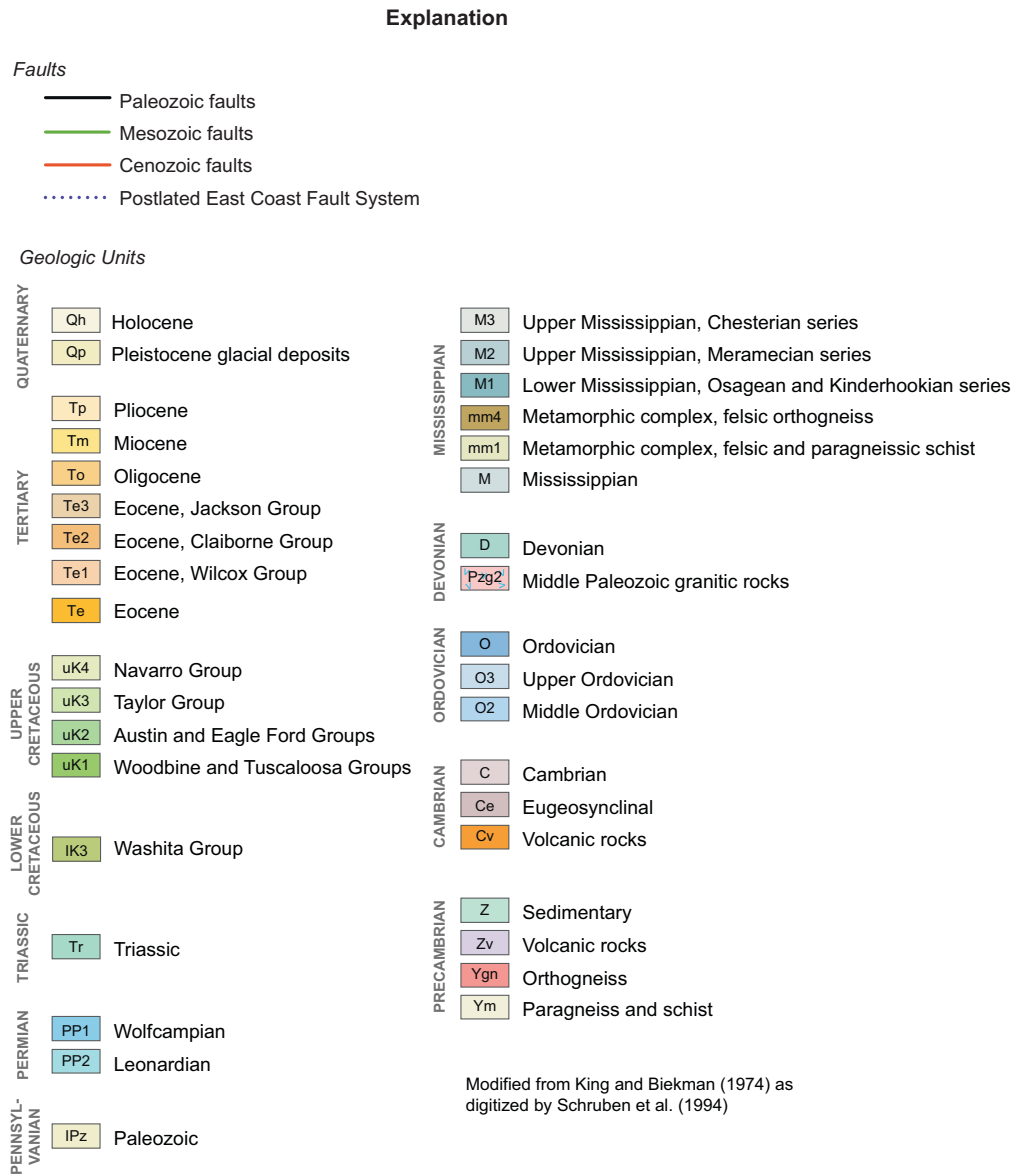 Explanation
Faults
Paleozoic faults
Mesozoic faults
Cenozoic faults
Postlated East Coast Fault System
Geologic Units
QUATERNARY
Qh Holocene
Qp Pleistocene glacial deposits
TERTIARY
Tp Pliocene
Tm Miocene
To Oligocene
Te3 Eocene, Jackson Group
Te2 Eocene, Claiborne Group
Te1 Eocene, Wilcox Group
Te Eocene
UPPER
CRETACEOUS
uK4 Navarro Group
uK3 Taylor Group
uK2 Austin and Eagle Ford Groups
uK1 Woodbine and Tuscaloosa Groups
LOWER
CRETACEOUS
lK3 Washita Group
TRIASSIC
Tr Triassic
PERMIAN
PP1 Wolfcampian
PP2 Leonardian
PENNSYL-
VANIAN
IPz Paleozoic
MISSISSIPPIAN
M3 Upper Mississippian, Chesterian series
M2 Upper Mississippian, Meramecian series
M1 Lower Mississippian, Osagean and Kinderhookian series
mm4 Metamorphic complex, felsic orthogneiss
mm1 Metamorphic complex, felsic and paragneissic schist
M Mississippian
DEVONIAN
D Devonian
Pzg2 Middle Paleozoic granitic rocks
ORDOVICIAN
O Ordovician
O3 Upper Ordovician
O2 Middle Ordovician
CAMBRIAN
C Cambrian
Ce Eugeosynclinal
Cv Volcanic rocks
PRECAMBRIAN
Z Sedimentary
Zv Volcanic rocks
Ygn Orthogneiss
Ym Paragneiss and schist
Modified from King and Biekman (1974) as
digitized by Schruben et al. (1994)